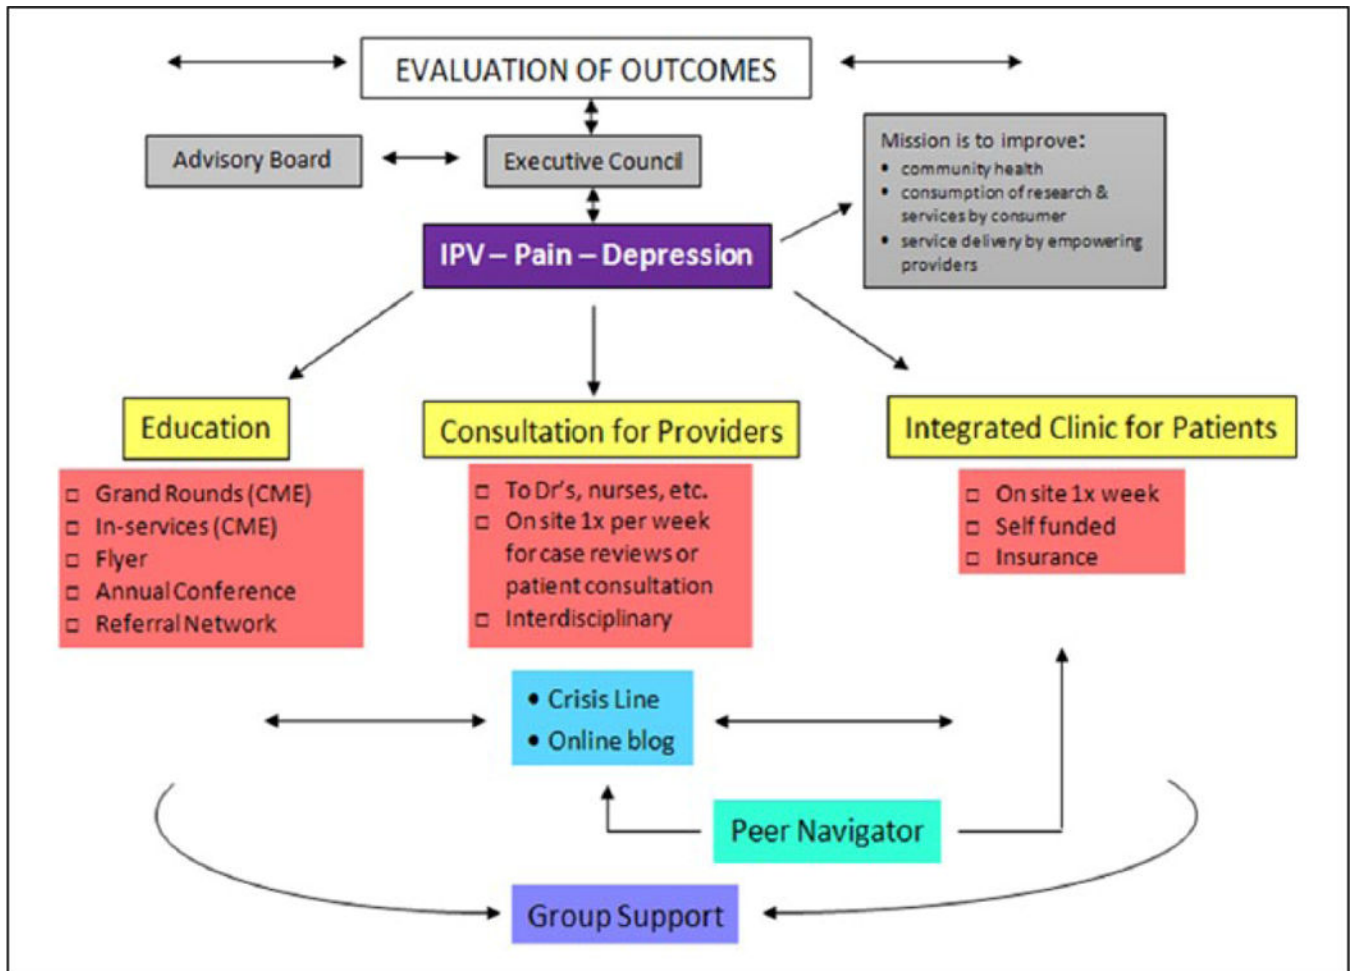 EVALUATION OF OUTCOMES
Advisory Board
Executive Council
Mission is to improve:
• community health
• consumption of research &
services by consumer
• service delivery by empowering
providers
IPV – Pain – Depression
Education
Consultation for Providers
Integrated Clinic for Patients
□ Grand Rounds (CME)
□ In-services (CME)
□ Flyer
□ Annual Conference
□ Referral Network
□ To Dr's, nurses, etc.
□ On site 1x per week
for case reviews or
patient consultation
□ Interdisciplinary
□ On site 1x week
□ Self funded
□ Insurance
• Crisis Line
• Online blog
Peer Navigator
Group Support